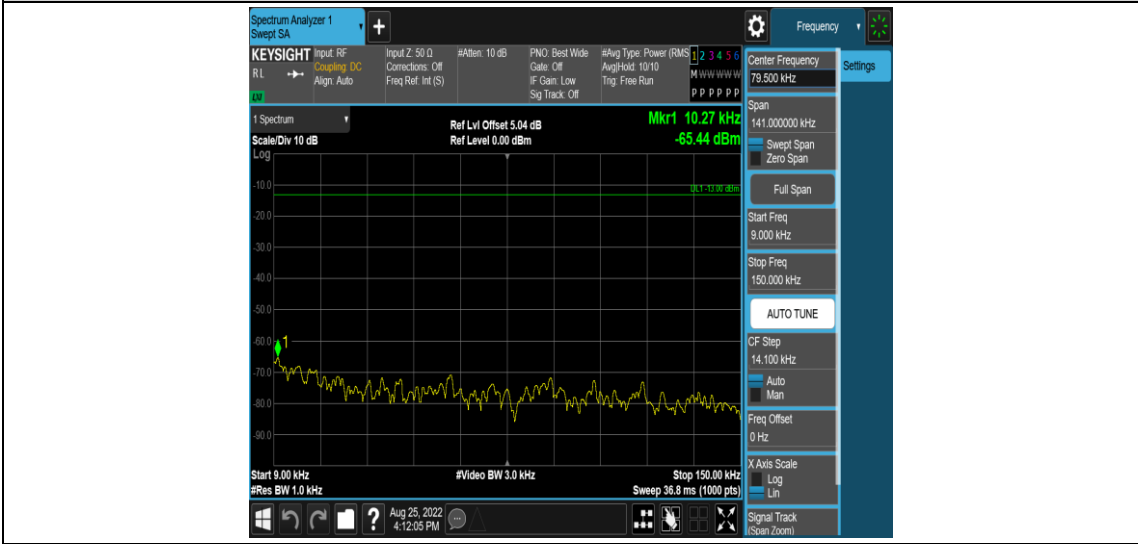 Spectrum Analyzer 1
Swept SA
+
Frequency
KEYSIGHT
RL
LXI
Input: RF
Coupling: DC
Align: Auto
Input Z: 50 Ω
Corrections: Off
Freq Ref: Int (S)
#Atten: 10 dB
PNO: Best Wide
Gate: Off
IF Gain: Low
Sig Track: Off
#Avg Type: Power (RMS
Avg|Hold: 10/10
Trig: Free Run
1 2 3 4 5 6
M W W W W W
P P P P P P
1 Spectrum
Scale/Div 10 dB
Log
Ref Lvl Offset 5.04 dB
Ref Level 0.00 dBm
Mkr1 10.27 kHz
-65.44 dBm
DL1 -13.00 dBm
-10.0
-20.0
-30.0
-40.0
-50.0
-60.0
1
-70.0
-80.0
-90.0
Start 9.00 kHz
#Res BW 1.0 kHz
#Video BW 3.0 kHz
Stop 150.00 kHz
Sweep 36.8 ms (1000 pts)
?
Aug 25, 2022
4:12:05 PM
Center Frequency
79.500 kHz
Settings
Span
141.000000 kHz
Swept Span
Zero Span
Full Span
Start Freq
9.000 kHz
Stop Freq
150.000 kHz
AUTO TUNE
CF Step
14.100 kHz
Auto
Man
Freq Offset
0 Hz
X Axis Scale
Log
Lin
Signal Track
(Span Zoom)